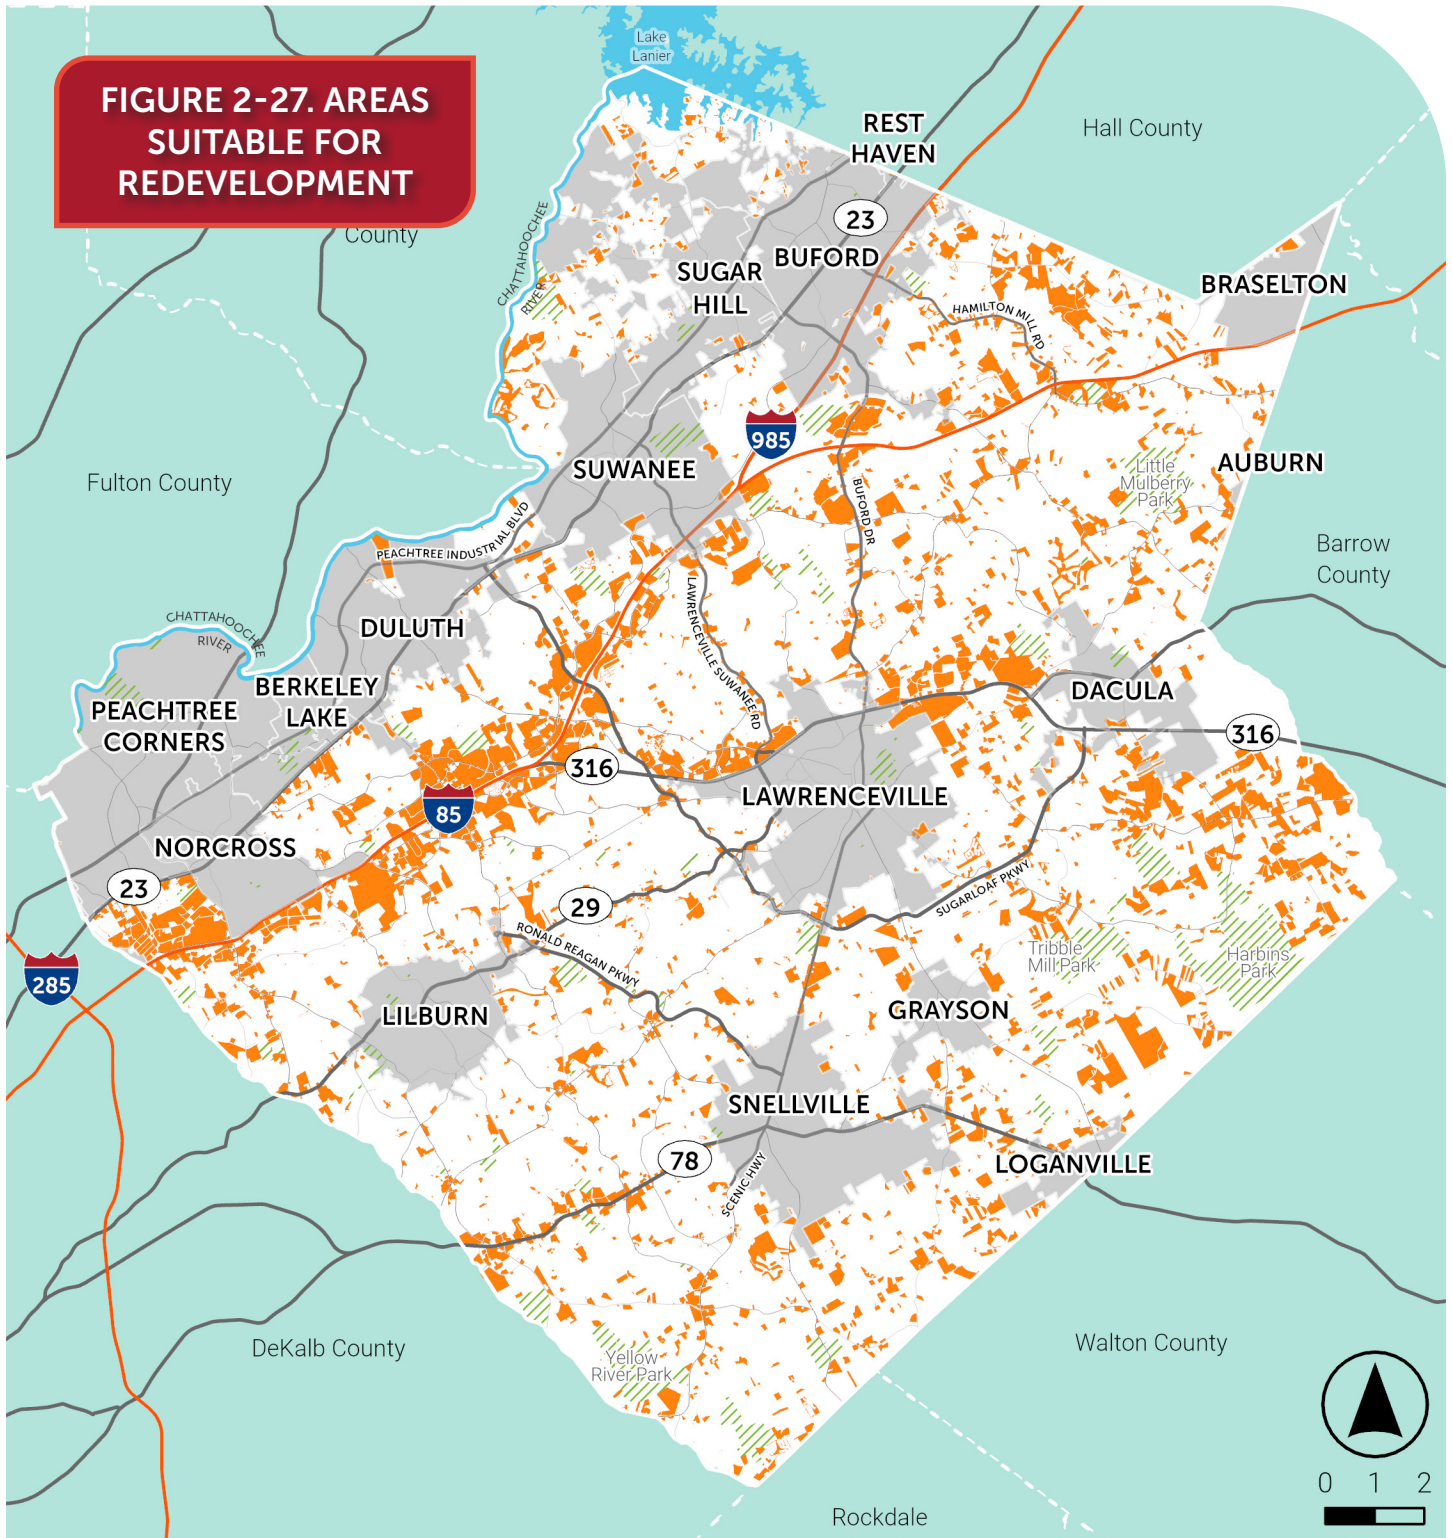 FIGURE 2-27. AREAS
SUITABLE FOR
REDEVELOPMENT
County
Lake
Lanier
REST
HAVEN
Hall County
23
BUFORD
SUGAR
HILL
CHATTAHOOCHEE
RIVER
BRASELTON
HAMILTON MILL RD
985
SUWANEE
Fulton County
Little
Mulberry
Park
AUBURN
BUFORD DR
PEACHTREE INDUSTRIAL BLVD
Barrow
County
LAWRENCEVILLE SUWANEE RD
CHATTAHOOCHEE
RIVER
DULUTH
BERKELEY
LAKE
PEACHTREE
CORNERS
DACULA
316
316
LAWRENCEVILLE
85
NORCROSS
23
29
SUGARLOAF PKWY
RONALD REAGAN PKWY
Tribble
Mill Park
Harbins
Park
285
LILBURN
GRAYSON
SNELLVILLE
78
SCENIC HWY
LOGANVILLE
DeKalb County
Yellow
River Park
Walton County
Rockdale
0 1 2